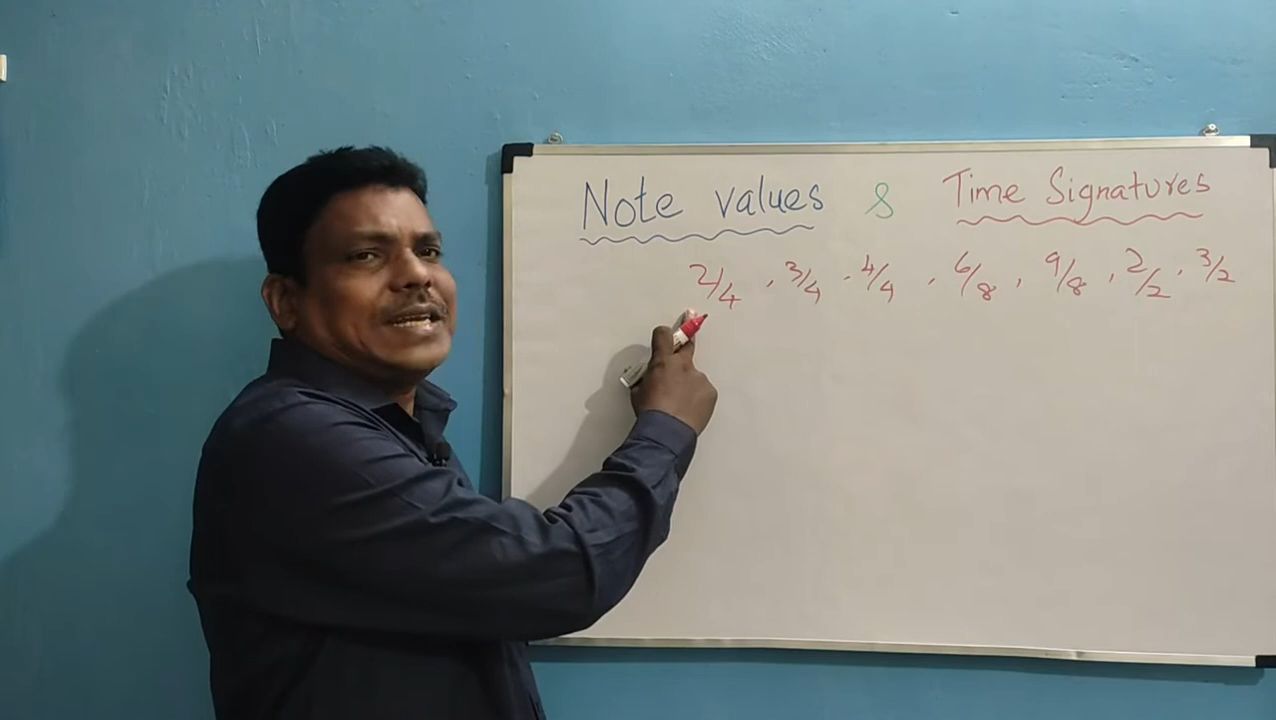 Note values & Time Signatures
2/4, 3/4, 4/4, 6/8, 9/8, 2/2, 3/2